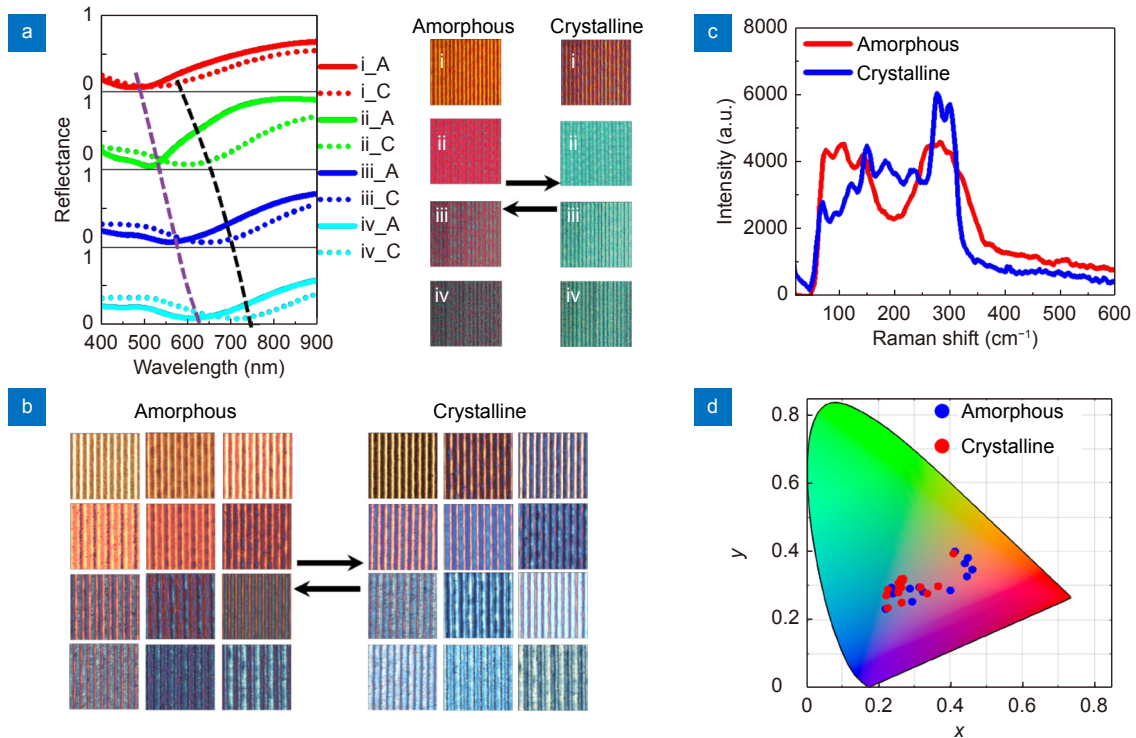 a
1
0
1
0
1
0
1
0
Reflectance
400 500 600 700 800 900
Wavelength (nm)
i_A
i_C
ii_A
ii_C
iii_A
iii_C
iv_A
iv_C
Amorphous Crystalline
i i
ii ii
iii iii
iv iv
c
8000
6000
4000
2000
0
Intensity (a.u.)
Amorphous
Crystalline
100 200 300 400 500 600
Raman shift (cm⁻¹)
b
Amorphous Crystalline
d
0.8
0.6
0.4
0.2
0
y
Amorphous
Crystalline
0 0.2 0.4 0.6 0.8 1.0
x